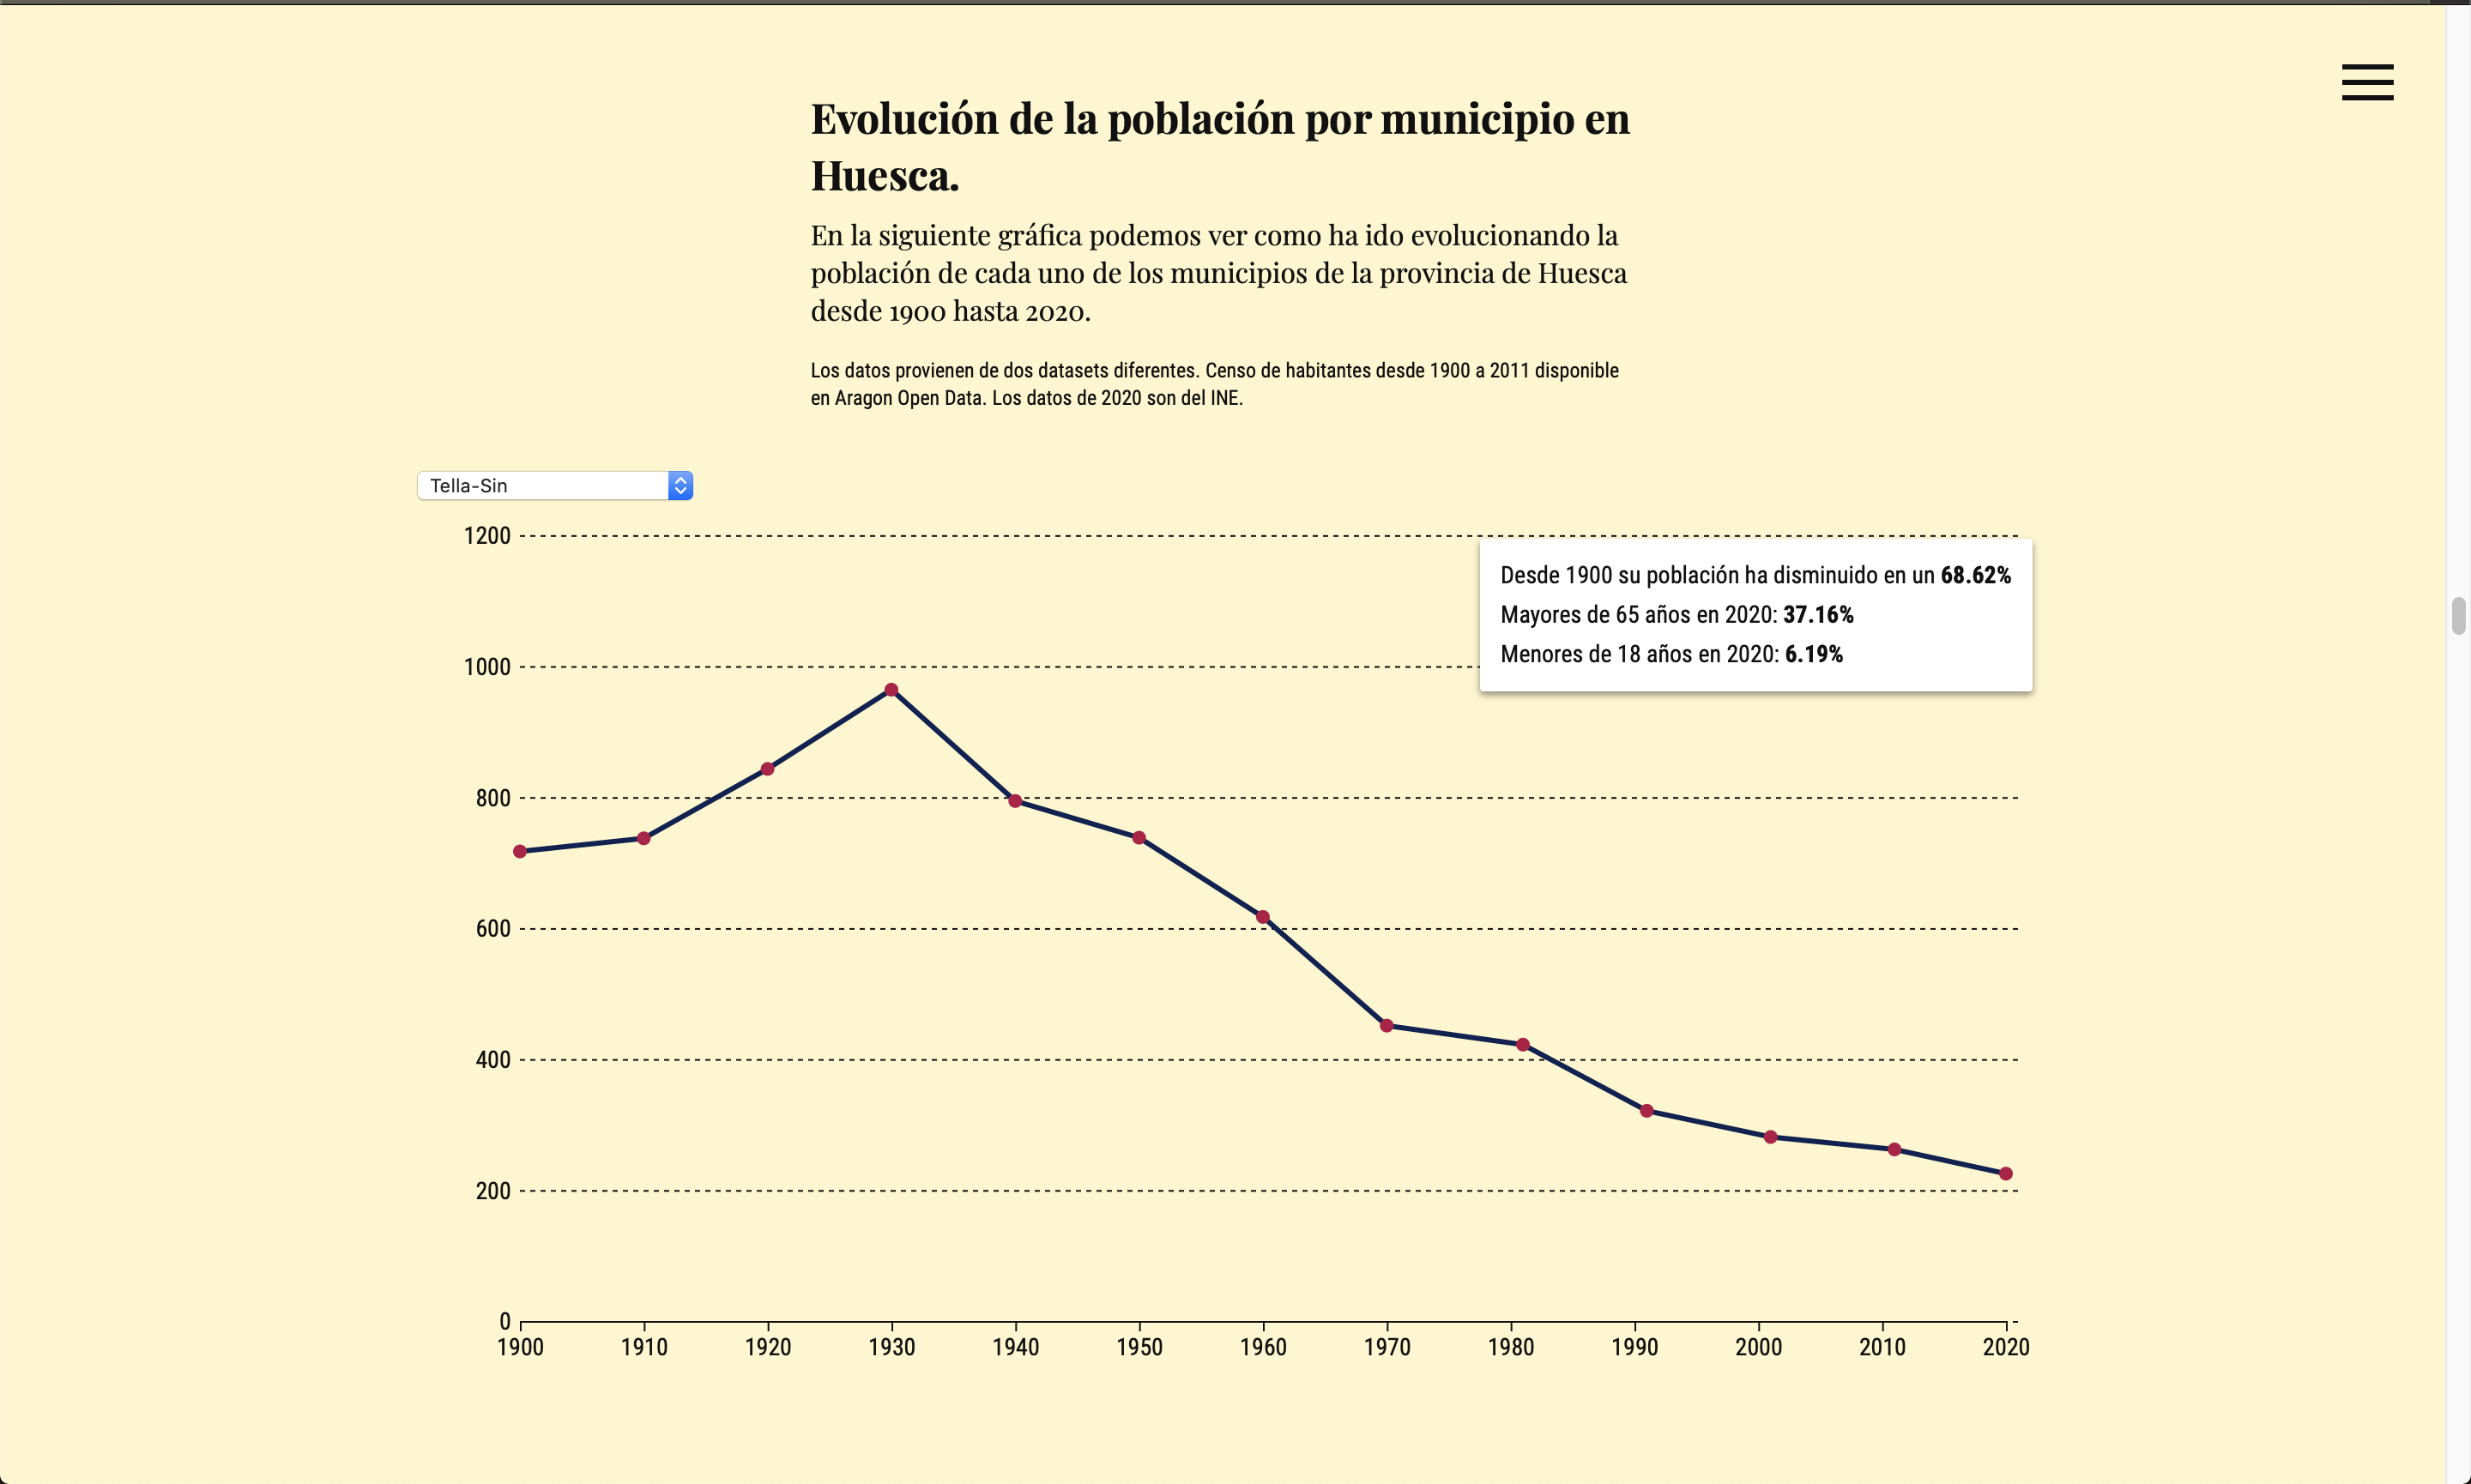 Evolución de la población por municipio en
Huesca.
En la siguiente gráfica podemos ver como ha ido evolucionando la
población de cada uno de los municipios de la provincia de Huesca
desde 1900 hasta 2020.
Los datos provienen de dos datasets diferentes. Censo de habitantes desde 1900 a 2011 disponible
en Aragon Open Data. Los datos de 2020 son del INE.
Tella-Sin
1200
Desde 1900 su población ha disminuido en un 68.62%
Mayores de 65 años en 2020: 37.16%
Menores de 18 años en 2020: 6.19%
1000
800
600
400
200
0
1900 1910 1920 1930 1940 1950 1960 1970 1980 1990 2000 2010 2020